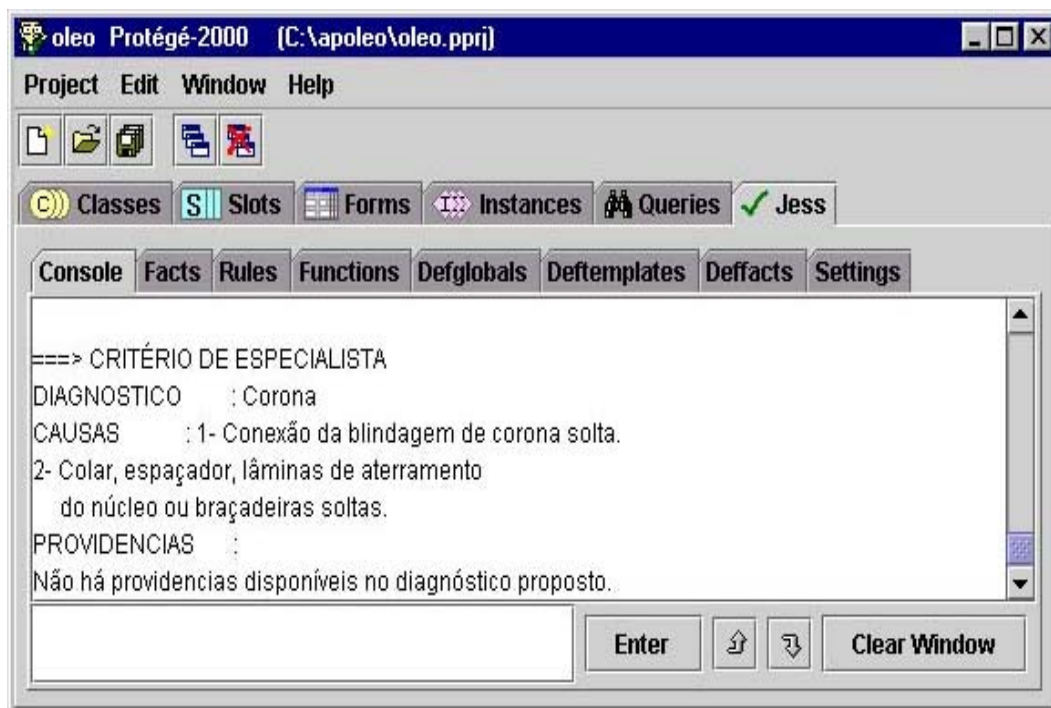 oleo Protégé-2000 (C:\apoleo\oleo.pprj)
Project Edit Window Help
Classes Slots Forms Instances Queries Jess
Console Facts Rules Functions Defglobals Deftemplates Deffacts Settings
===> CRITÉRIO DE ESPECIALISTA
DIAGNOSTICO : Corona
CAUSAS : 1- Conexão da blindagem de corona solta.
2- Colar, espaçador, lâminas de aterramento
do núcleo ou braçadeiras soltas.
PROVIDENCIAS :
Não há providencias disponíveis no diagnóstico proposto.
Enter Clear Window